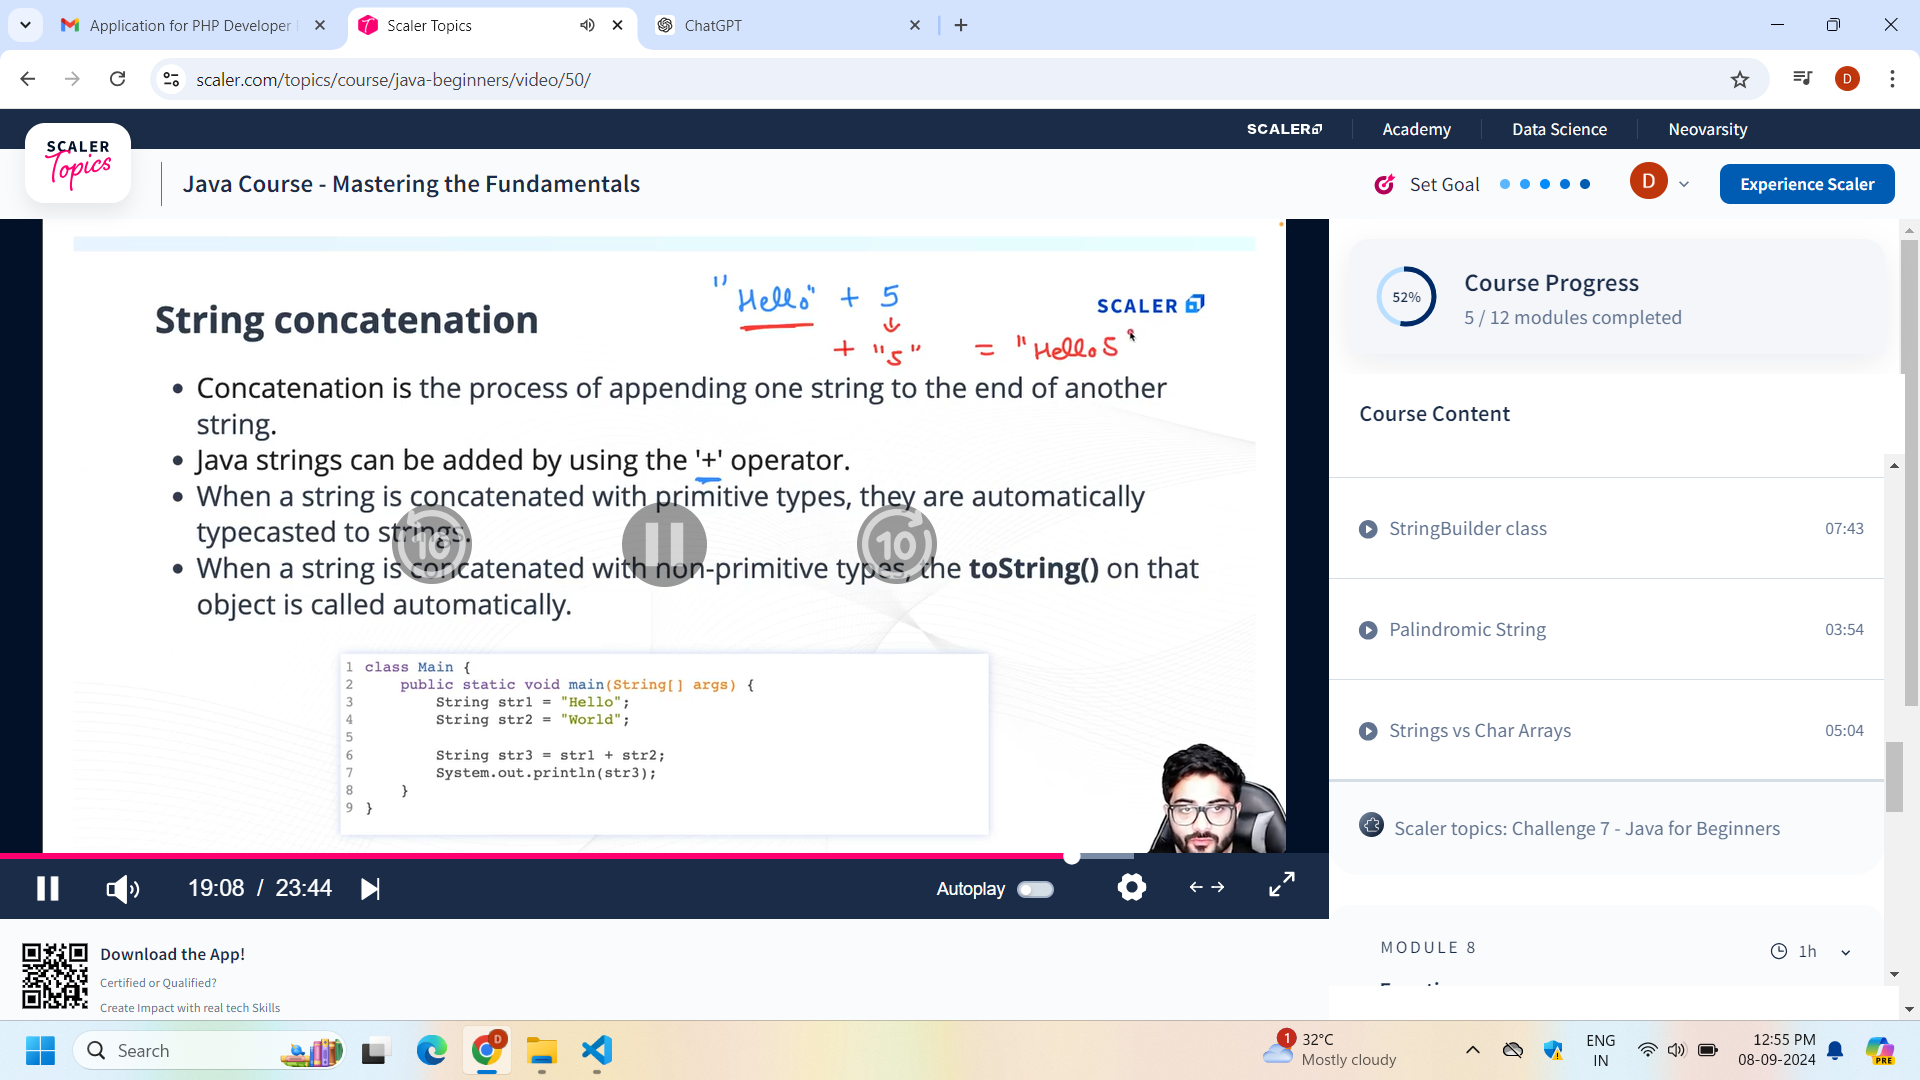 Application for PHP Developer
Scaler Topics
ChatGPT
scaler.com/topics/course/java-beginners/video/50/
D
SCALER
Academy
Data Science
Neovarsity
SCALER
Topics
Java Course - Mastering the Fundamentals
Set Goal
D
Experience Scaler
"Hello" + 5
+ "5" = "Hello5"
SCALER
String concatenation
• Concatenation is the process of appending one string to the end of another
string.
• Java strings can be added by using the '+' operator.
• When a string is concatenated with primitive types, they are automatically
typecasted to strings.
• When a string is concatenated with non-primitive types, the toString() on that
object is called automatically.
10
10
1 class Main {
2 public static void main(String[] args) {
3 String str1 = "Hello";
4 String str2 = "World";
5
6 String str3 = str1 + str2;
7 System.out.println(str3);
8 }
9 }
19:08 / 23:44
Autoplay
52%
Course Progress
5 / 12 modules completed
Course Content
StringBuilder class 07:43
Palindromic String 03:54
Strings vs Char Arrays 05:04
Scaler topics: Challenge 7 - Java for Beginners
MODULE 8
1h
Download the App!
Certified or Qualified?
Create Impact with real tech Skills
Search
D
1
32°C
Mostly cloudy
ENG
IN
12:55 PM
08-09-2024
PRE